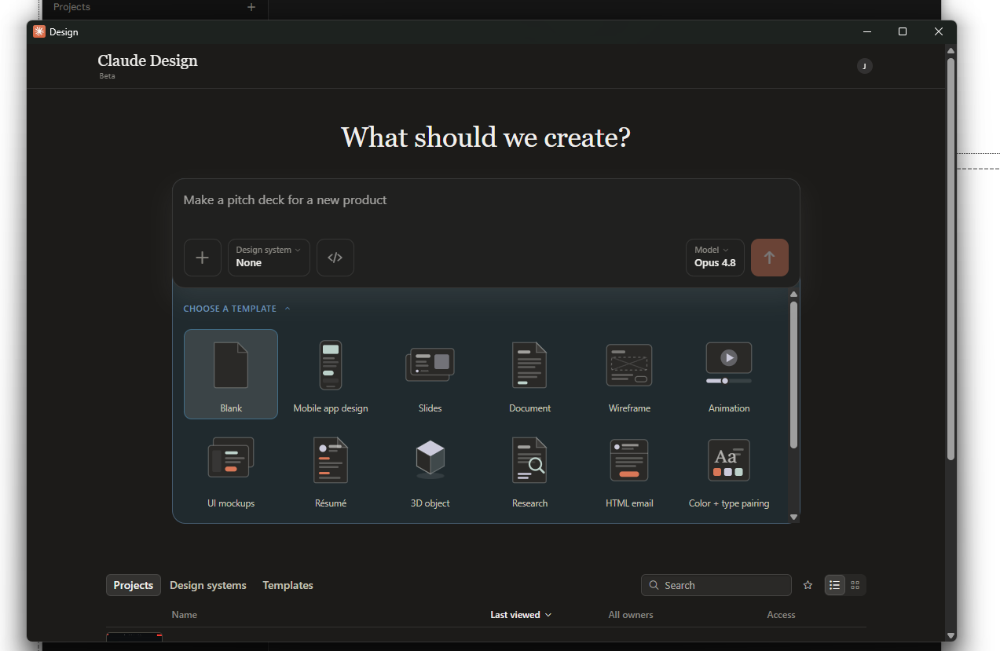 Projects
Design
Claude Design
Beta
J
What should we create?
Make a pitch deck for a new product
Design system
None
</>
Model
Opus 4.8
CHOOSE A TEMPLATE
Blank
Mobile app design
Slides
Document
Wireframe
Animation
Aa
UI mockups
Résumé
3D object
Research
HTML email
Color + type pairing
Projects
Design systems
Templates
Search
Name
Last viewed
All owners
Access